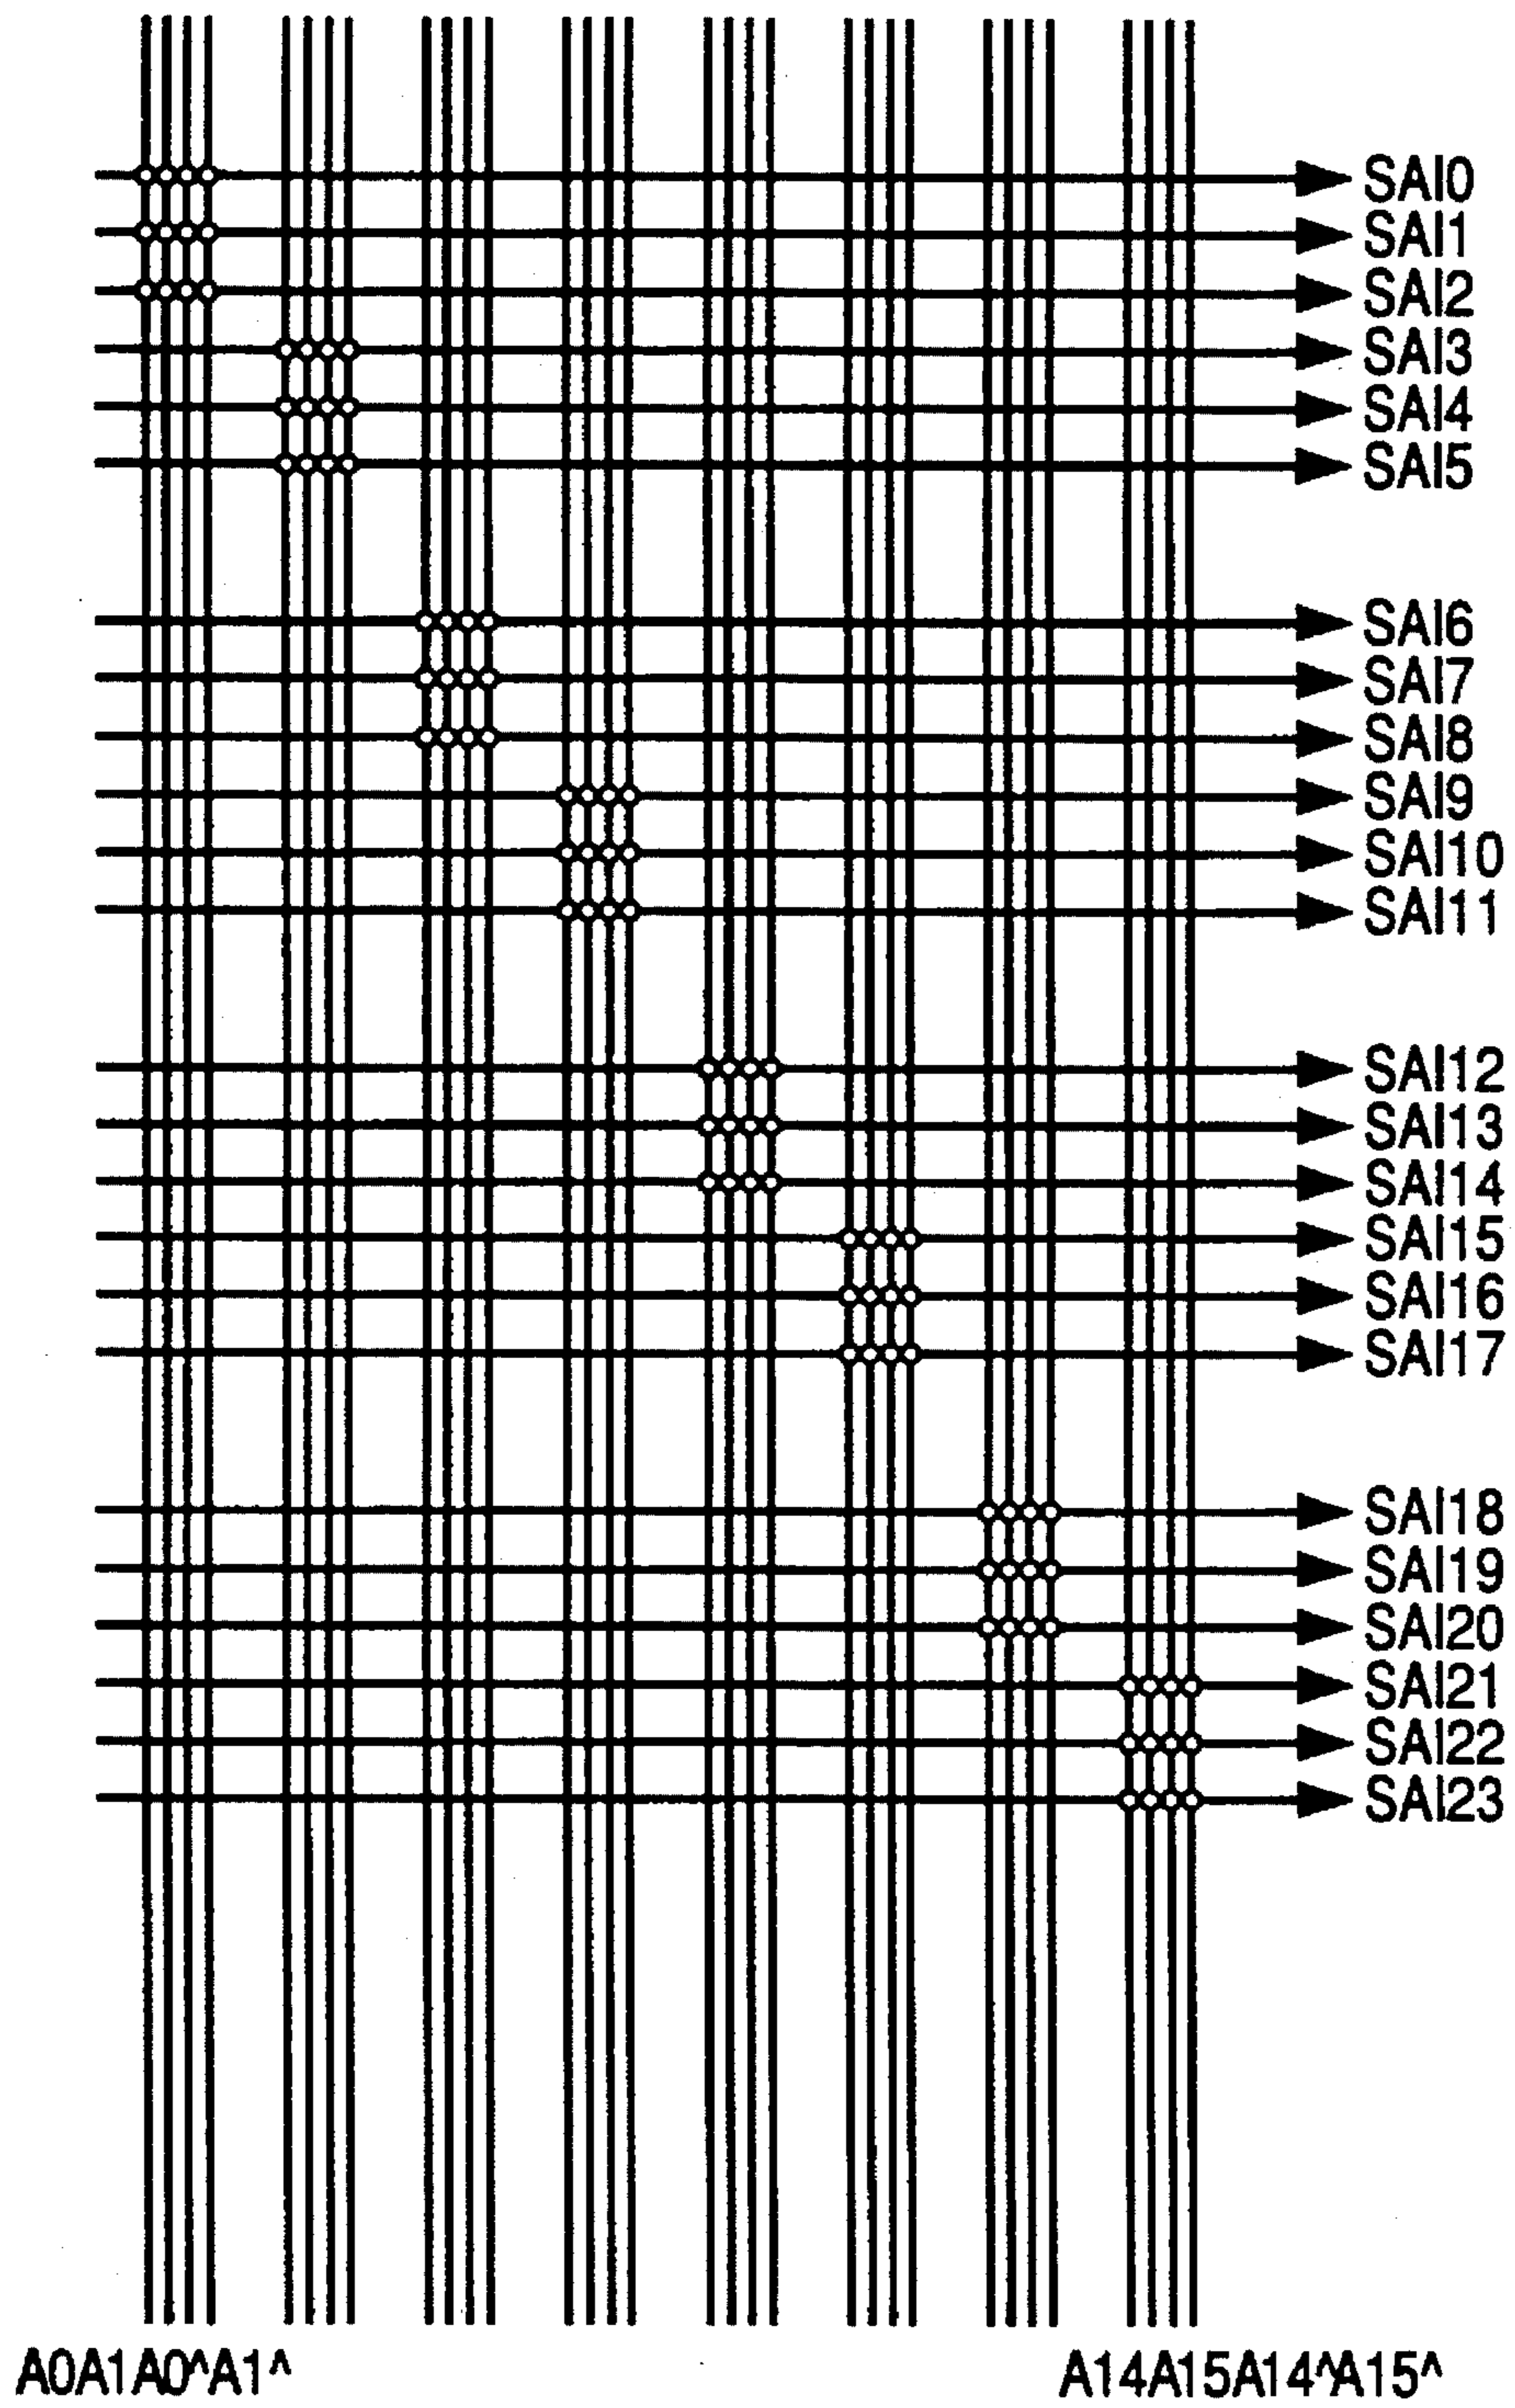 SAI0
SAI1
SAI2
SAI3
SAI4
SAI5
SAI6
SAI7
SAI8
SAI9
SAI10
SAI11
SAI12
SAI13
SAI14
SAI15
SAI16
SAI17
SAI18
SAI19
SAI20
SAI21
SAI22
SAI23
A0A1A0^A1^ A14A15A14^A15^